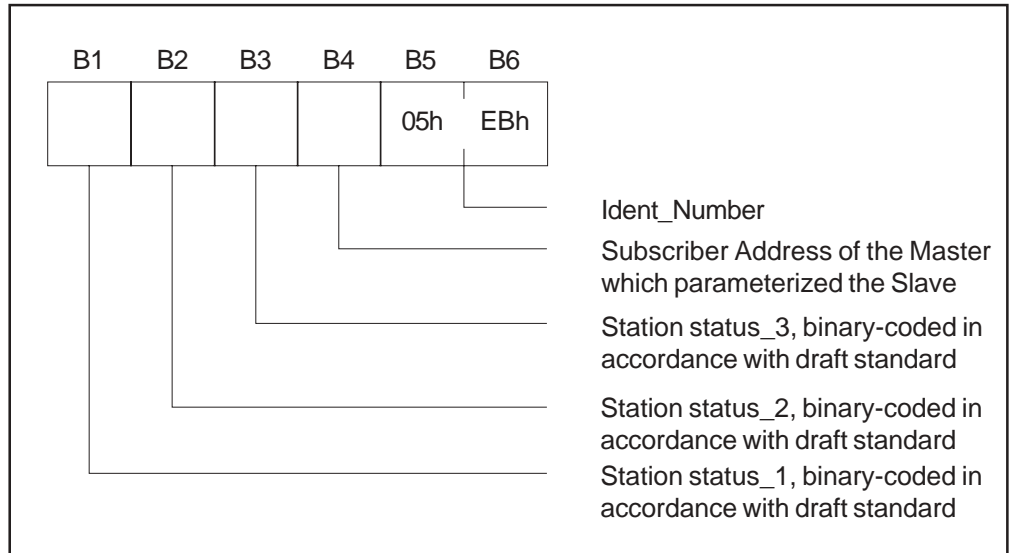 B1 B2 B3 B4 B5 B6
05h EBh
Ident_Number
Subscriber Address of the Master
which parameterized the Slave
Station status_3, binary-coded in
accordance with draft standard
Station status_2, binary-coded in
accordance with draft standard
Station status_1, binary-coded in
accordance with draft standard